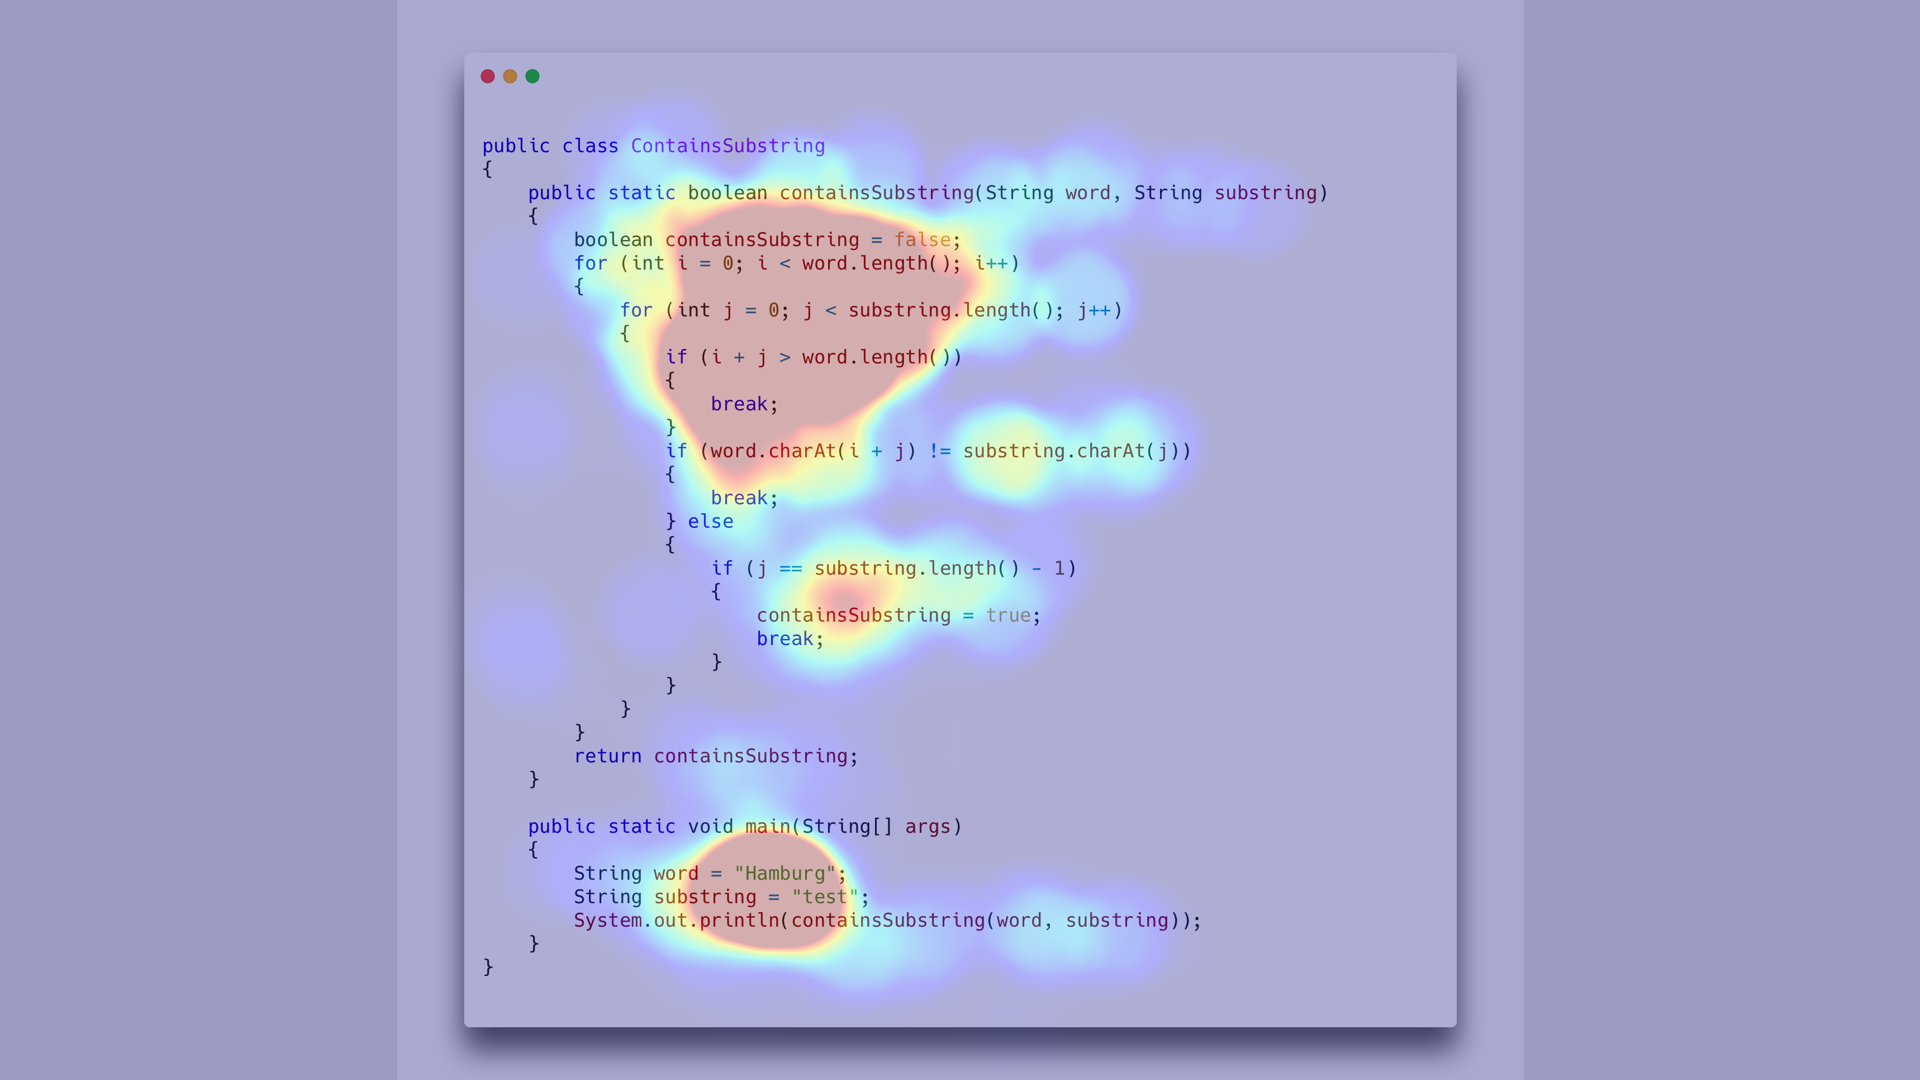 public class ContainsSubstring
{
    public static boolean containsSubstring(String word, String substring)
    {
        boolean containsSubstring = false;
        for (int i = 0; i < word.length(); i++)
        {
            for (int j = 0; j < substring.length(); j++)
            {
                if (i + j > word.length())
                {
                    break;
                }
                if (word.charAt(i + j) != substring.charAt(j))
                {
                    break;
                } else
                {
                    if (j == substring.length() - 1)
                    {
                        containsSubstring = true;
                        break;
                    }
                }
            }
        }
        return containsSubstring;
    }

    public static void main(String[] args)
    {
        String word = "Hamburg";
        String substring = "test";
        System.out.println(containsSubstring(word, substring));
    }
}